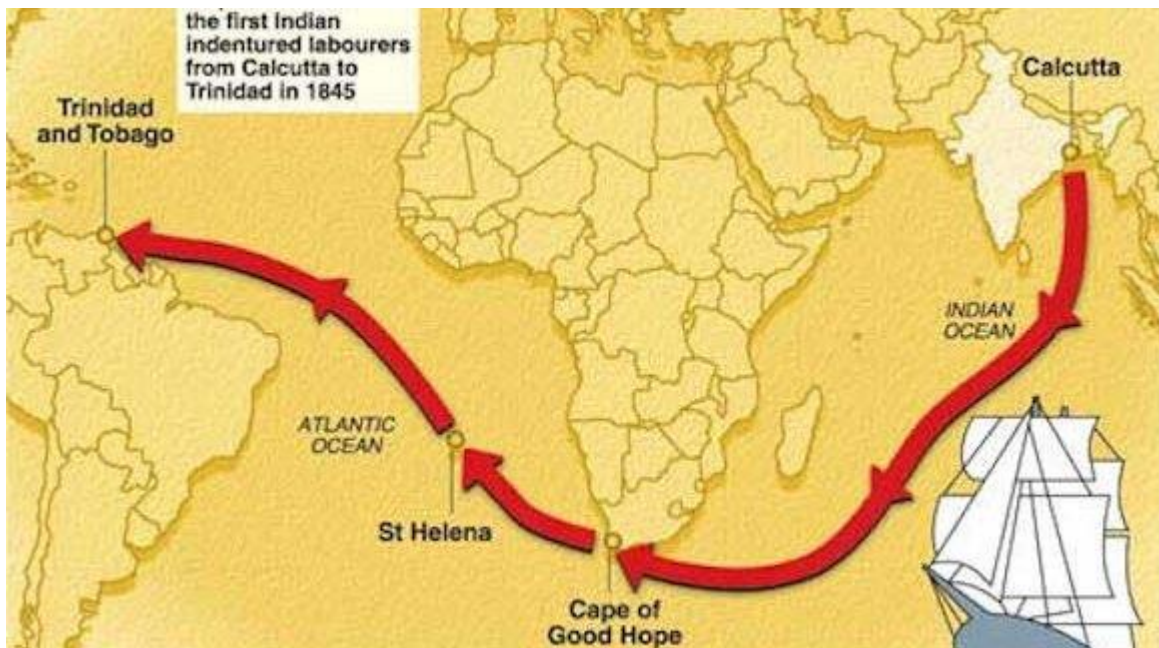 the first Indian
indentured labourers
from Calcutta to
Trinidad in 1845
Trinidad
and Tobago
Calcutta
INDIAN
OCEAN
ATLANTIC
OCEAN
St Helena
Cape of
Good Hope